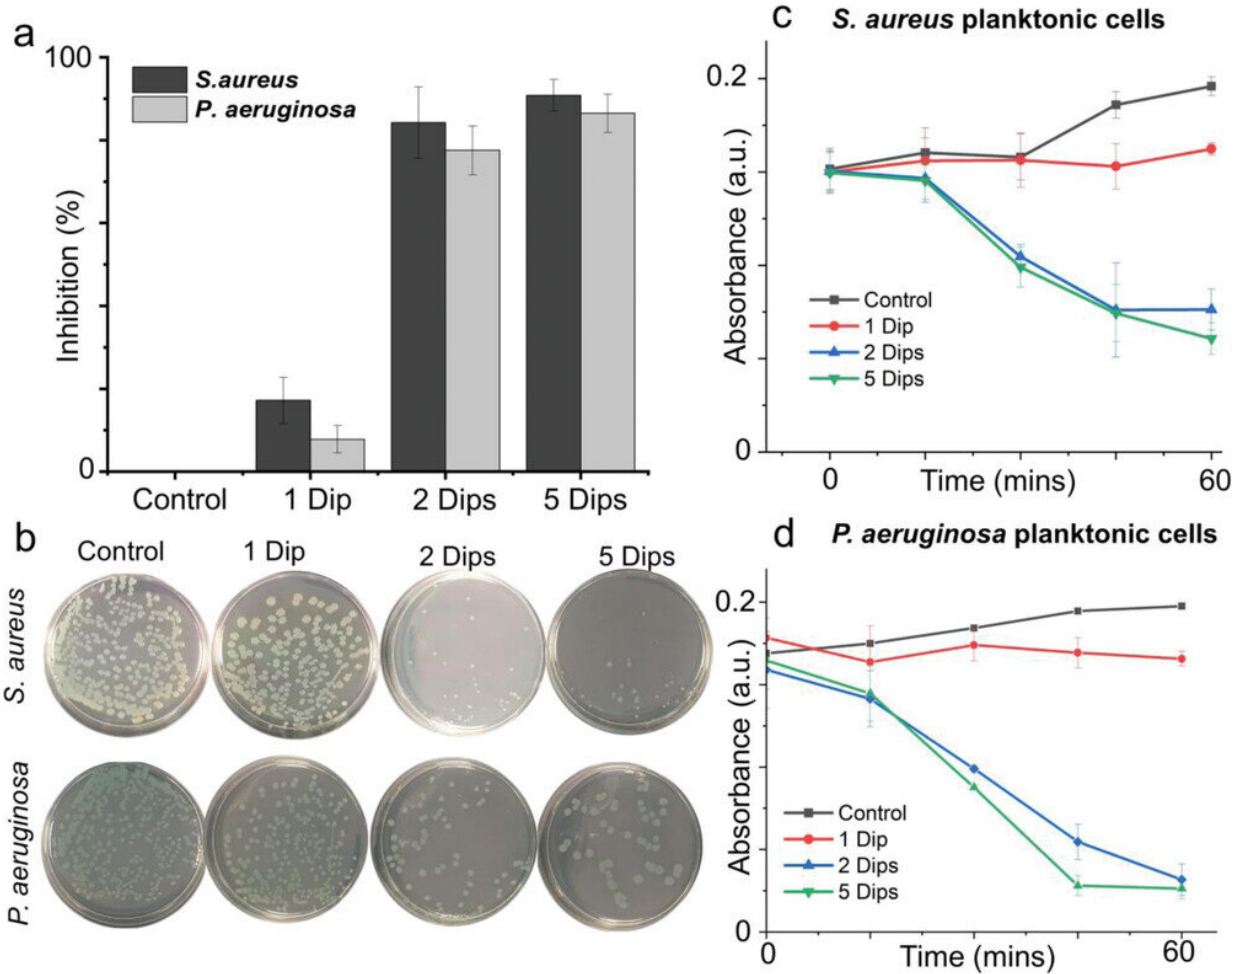 a
100
S.aureus
P. aeruginosa
Inhibition (%)
0
Control
1 Dip
2 Dips
5 Dips
b
Control
1 Dip
2 Dips
5 Dips
S. aureus
P. aeruginosa
c
S. aureus planktonic cells
0.2
Absorbance (a.u.)
Control
1 Dip
2 Dips
5 Dips
0
0
Time (mins)
60
d
P. aeruginosa planktonic cells
0.2
Absorbance (a.u.)
Control
1 Dip
2 Dips
5 Dips
0
0
Time (mins)
60